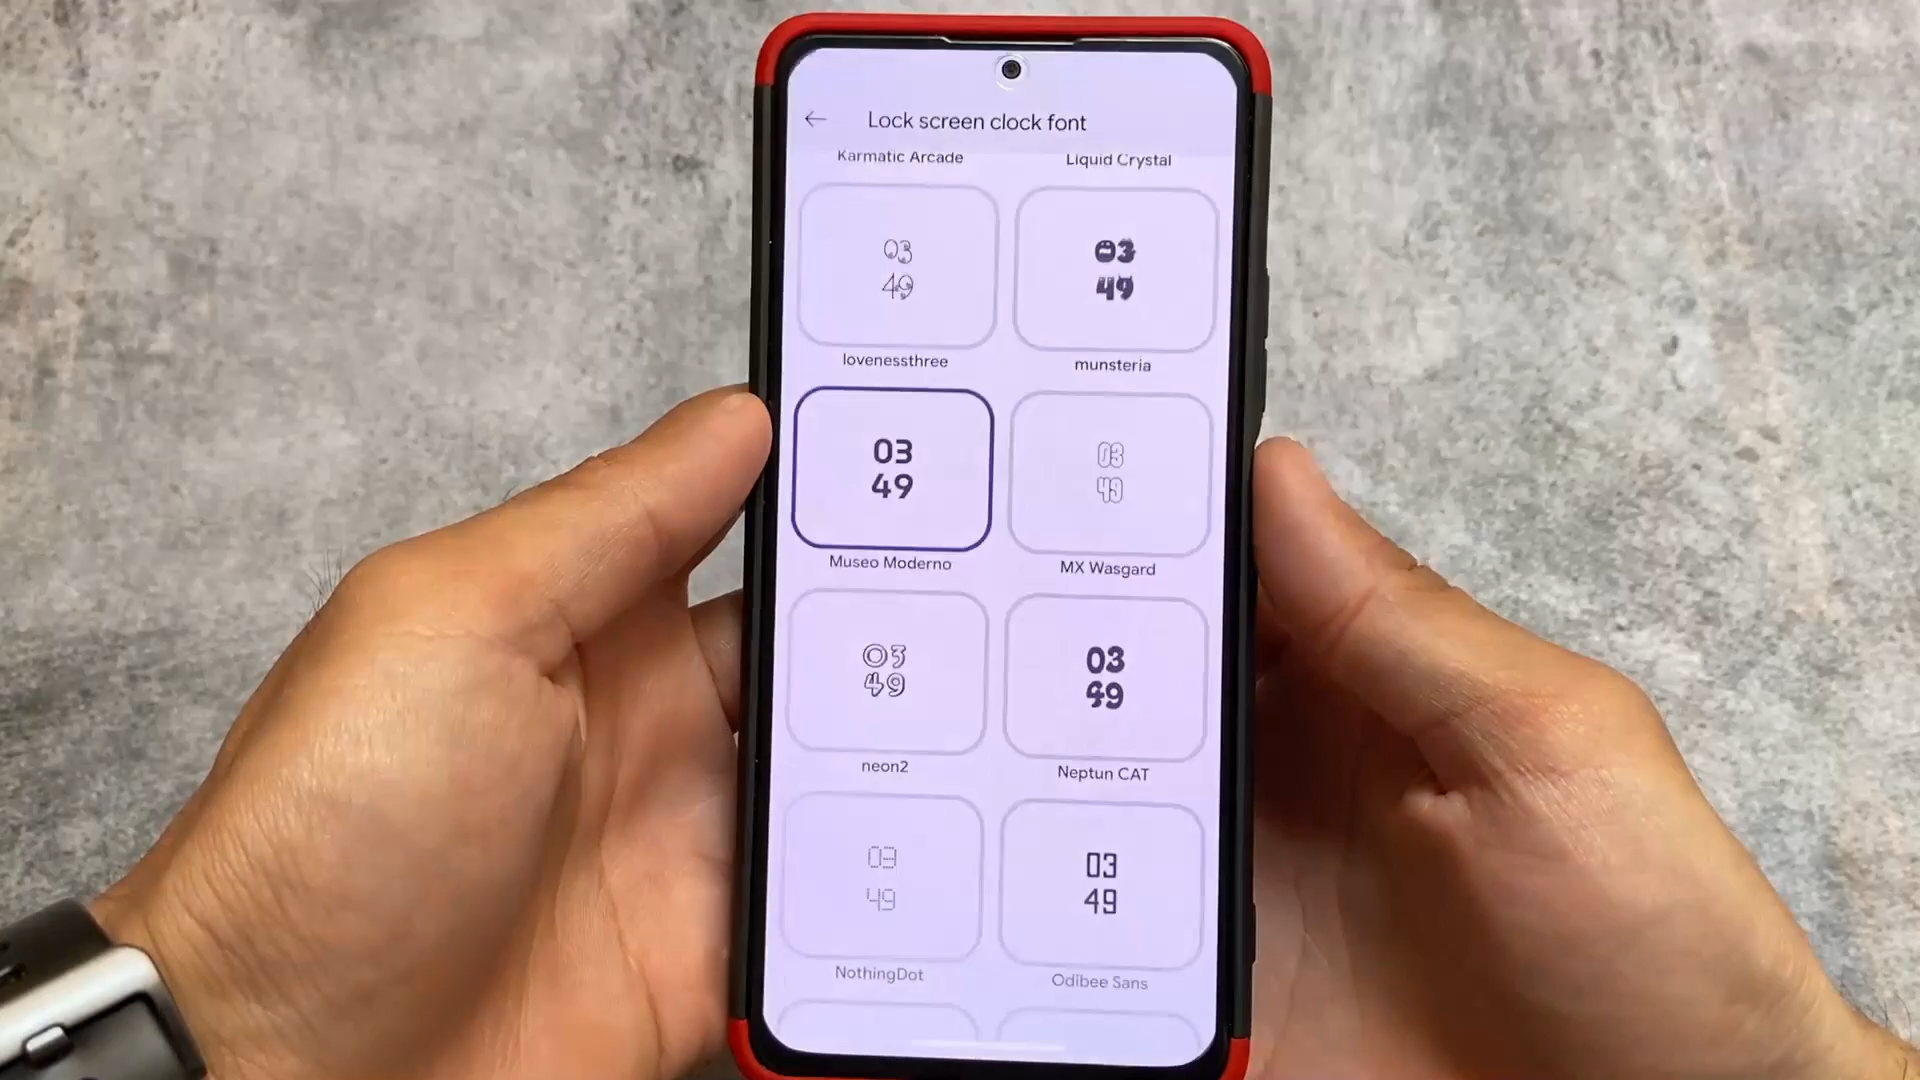 Lock screen clock font
Karmatic Arcade
Liquid Crystal
03
49
lovenessthree
03
49
munsteria
03
49
Museo Moderno
03
49
MX Wasgard
03
49
neon2
03
49
Neptun CAT
03
49
NothingDot
03
49
Odibee Sans